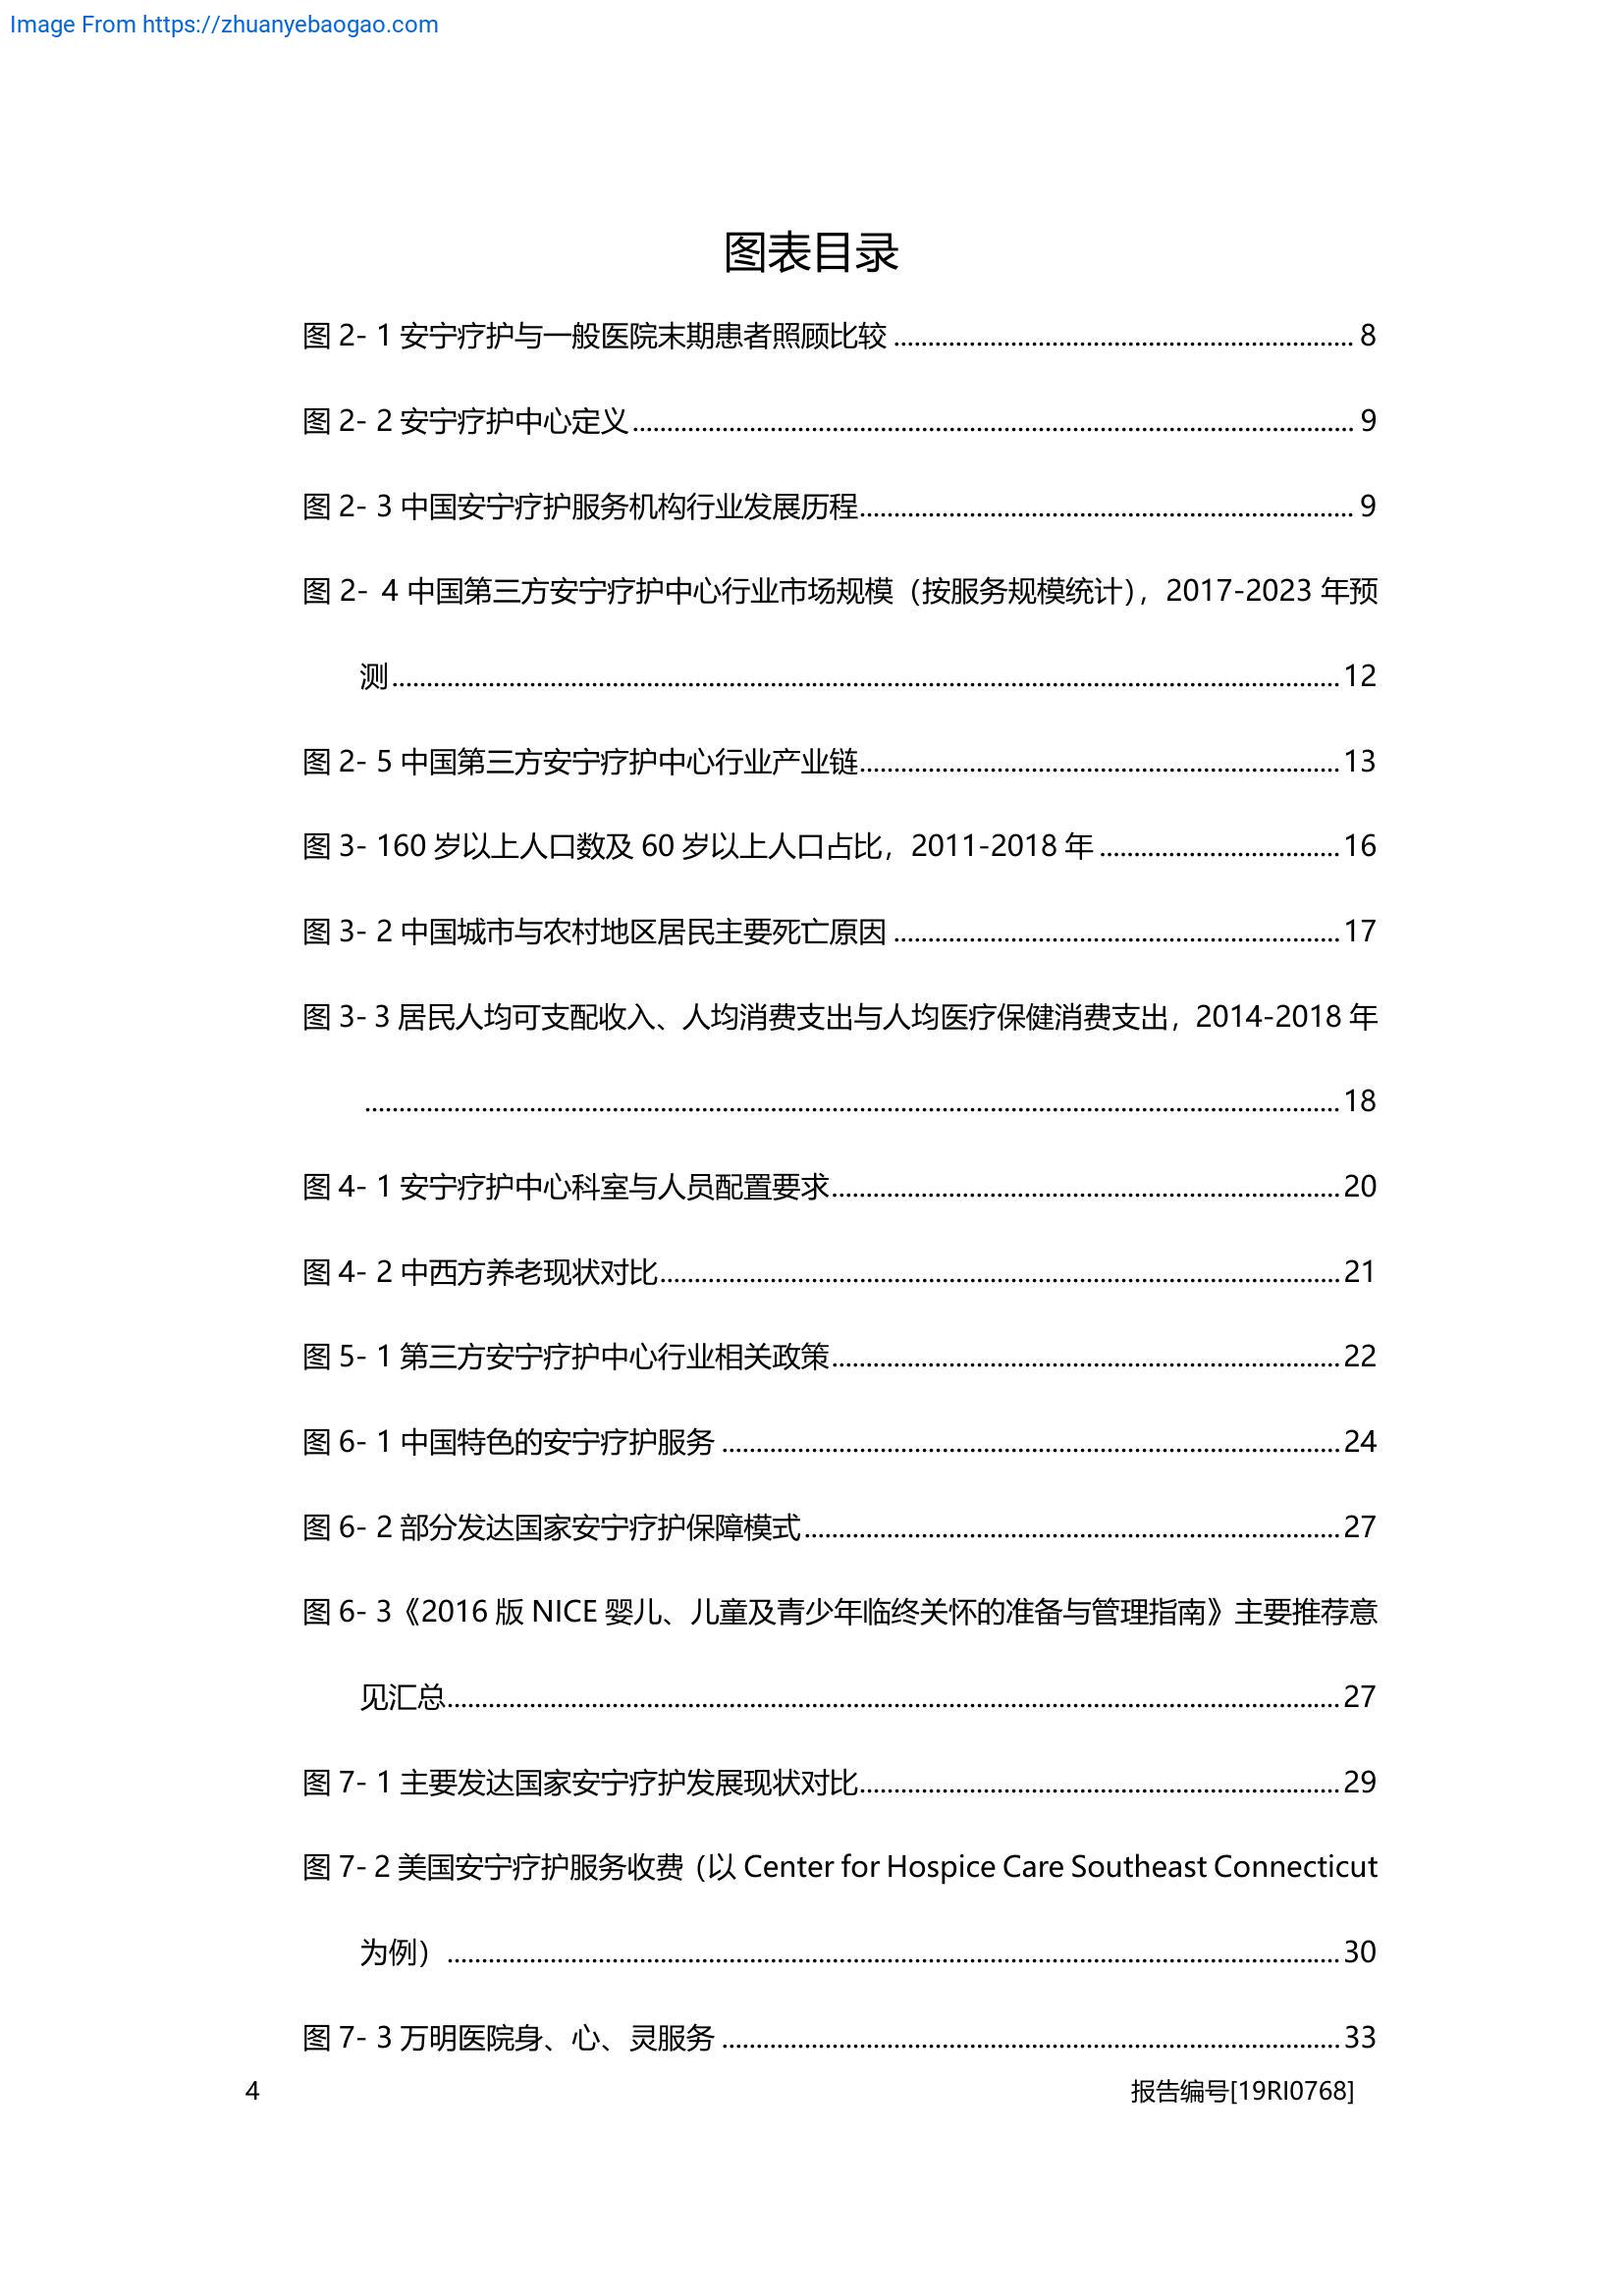 Image From https://zhuanyebaogao.com
图表目录
图 2- 1 安宁疗护与一般医院末期患者照顾比较 ........ 8
图 2- 2 安宁疗护中心定义 ........ 9
图 2- 3 中国安宁疗护服务机构行业发展历程 ........ 9
图 2- 4 中国第三方安宁疗护中心行业市场规模（按服务规模统计），2017-2023 年预
测 ........ 12
图 2- 5 中国第三方安宁疗护中心行业产业链 ........ 13
图 3- 160 岁以上人口数及 60 岁以上人口占比，2011-2018 年 ........ 16
图 3- 2 中国城市与农村地区居民主要死亡原因 ........ 17
图 3- 3 居民人均可支配收入、人均消费支出与人均医疗保健消费支出，2014-2018 年
........ 18
图 4- 1 安宁疗护中心科室与人员配置要求 ........ 20
图 4- 2 中西方养老现状对比 ........ 21
图 5- 1 第三方安宁疗护中心行业相关政策 ........ 22
图 6- 1 中国特色的安宁疗护服务 ........ 24
图 6- 2 部分发达国家安宁疗护保障模式 ........ 27
图 6- 3《2016 版 NICE 婴儿、儿童及青少年临终关怀的准备与管理指南》主要推荐意
见汇总 ........ 27
图 7- 1 主要发达国家安宁疗护发展现状对比 ........ 29
图 7- 2 美国安宁疗护服务收费（以 Center for Hospice Care Southeast Connecticut
为例） ........ 30
图 7- 3 万明医院身、心、灵服务 ........ 33
4 报告编号[19RI0768]